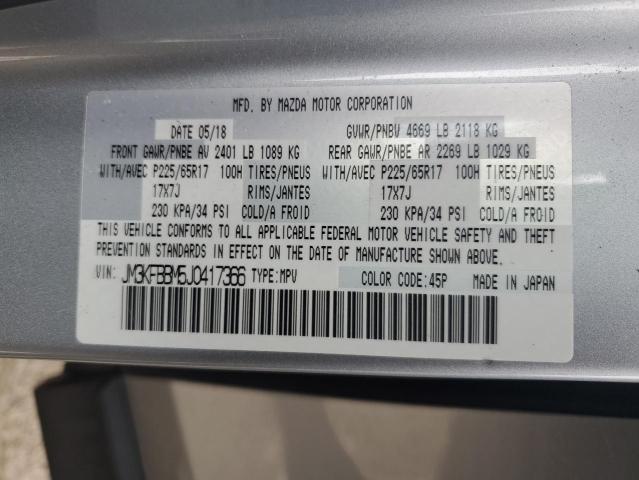 MFD. BY MAZDA MOTOR CORPORATION
DATE 05/18 GVWR/PNBV 4669 LB 2118 KG
FRONT GAWR/PNBE AV 2401 LB 1089 KG REAR GAWR/PNBE AR 2269 LB 1029 KG
WITH/AVEC P225/65R17 100H TIRES/PNEUS WITH/AVEC P225/65R17 100H TIRES/PNEUS
17X7J RIMS/JANTES 17X7J RIMS/JANTES
230 KPA/34 PSI COLD/A FROID 230 KPA/34 PSI COLD/A FROID
THIS VEHICLE CONFORMS TO ALL APPLICABLE FEDERAL MOTOR VEHICLE SAFETY AND THEFT
PREVENTION STANDARDS IN EFFECT ON THE DATE OF MANUFACTURE SHOWN ABOVE.
VIN: JM3KFBBM5J0417366 TYPE:MPV COLOR CODE:45P MADE IN JAPAN